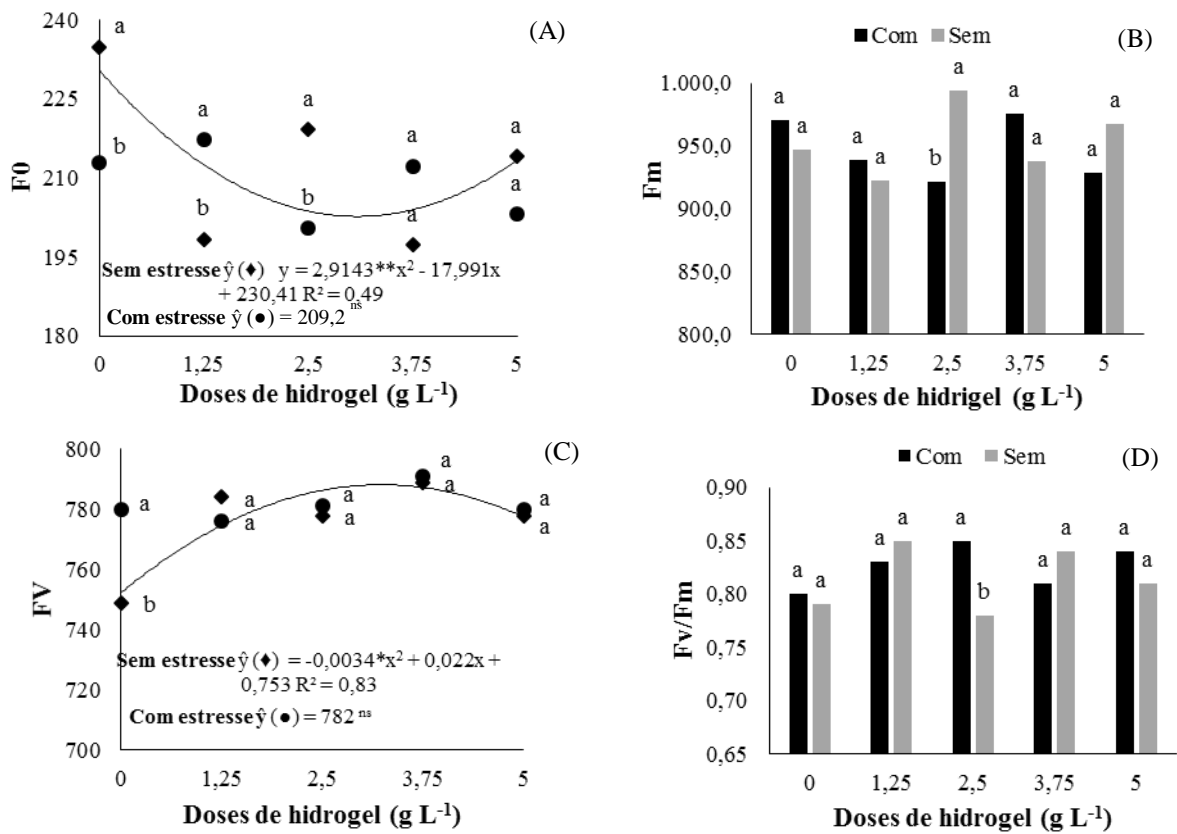 (A)
240
225
210
195
180
F0
a
b
a
b
a
b
a
a
a
a
Sem estresse ŷ (♦) y = 2,9143**x² - 17,991x
+ 230,41 R² = 0,49
Com estresse ŷ (●) = 209,2 ns
0 1,25 2,5 3,75 5
Doses de hidrogel (g L⁻¹)
(B)
Com Sem
1.000,0
950,0
900,0
850,0
800,0
Fm
a a a a b a a a a a
0 1,25 2,5 3,75 5
Doses de hidrigel (g L⁻¹)
(C)
800
780
760
740
720
700
FV
a
b
a
a
a
a
a
a
a
a
Sem estresse ŷ (♦) = -0,0034*x² + 0,022x +
0,753 R² = 0,83
Com estresse ŷ (●) = 782 ns
0 1,25 2,5 3,75 5
Doses de hidrogel (g L⁻¹)
(D)
Com Sem
0,90
0,85
0,80
0,75
0,70
0,65
Fv/Fm
a a a a a b a a a a
0 1,25 2,5 3,75 5
Doses de hidrogel (g L⁻¹)